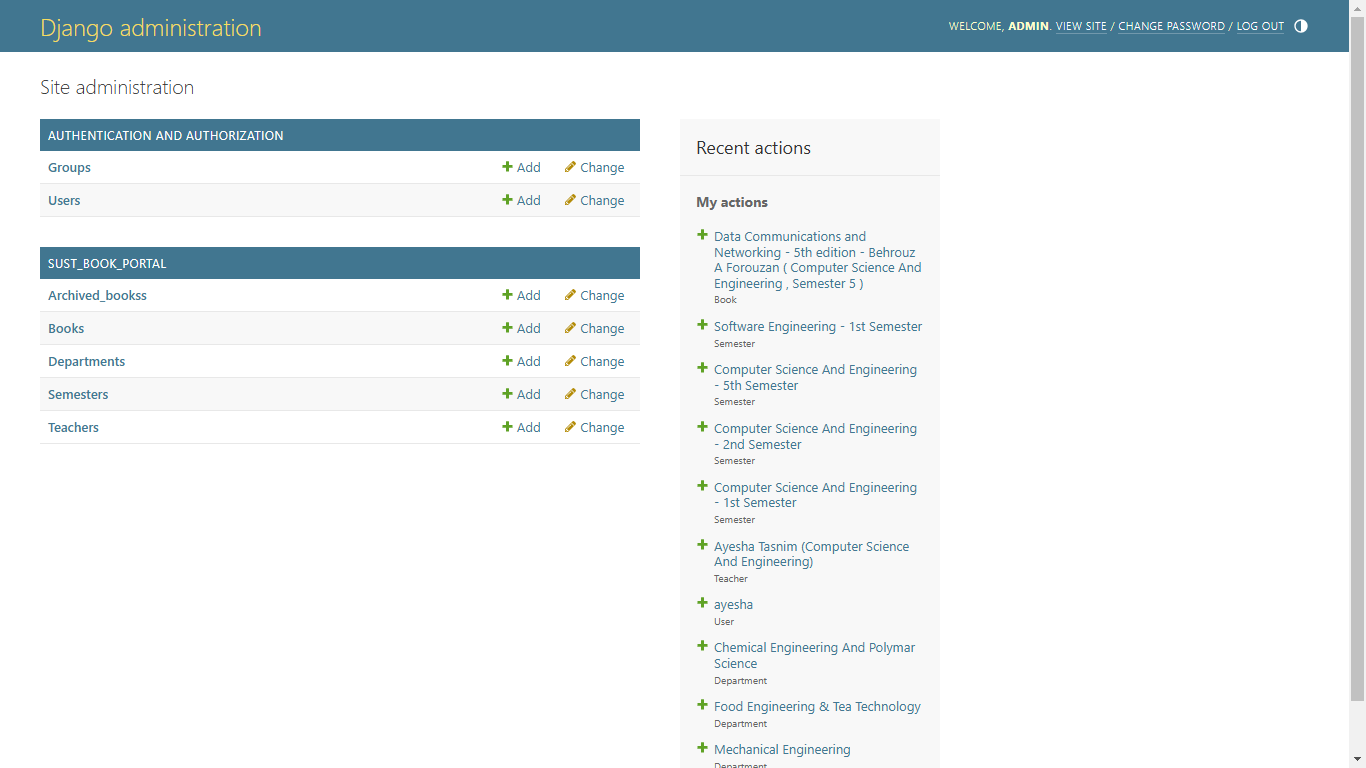 Django administration
WELCOME, ADMIN. VIEW SITE / CHANGE PASSWORD / LOG OUT
Site administration
AUTHENTICATION AND AUTHORIZATION
Groups Add Change
Users Add Change
SUST_BOOK_PORTAL
Archived_bookss Add Change
Books Add Change
Departments Add Change
Semesters Add Change
Teachers Add Change
Recent actions
My actions
Data Communications and
Networking - 5th edition - Behrouz
A Forouzan ( Computer Science And
Engineering , Semester 5 )
Book
Software Engineering - 1st Semester
Semester
Computer Science And Engineering
- 5th Semester
Semester
Computer Science And Engineering
- 2nd Semester
Semester
Computer Science And Engineering
- 1st Semester
Semester
Ayesha Tasnim (Computer Science
And Engineering)
Teacher
ayesha
User
Chemical Engineering And Polymar
Science
Department
Food Engineering & Tea Technology
Department
Mechanical Engineering
Department